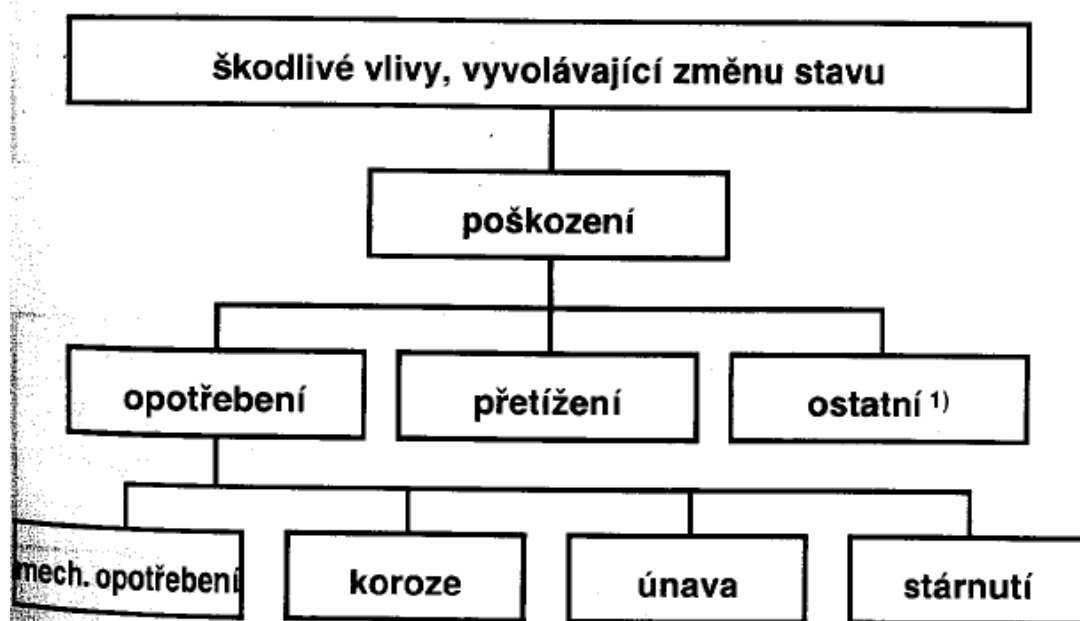 škodlivé vlivy, vyvolávající změnu stavu
poškození
opotřebení
přetížení
ostatní 1)
mech. opotřebení
koroze
únava
stárnutí